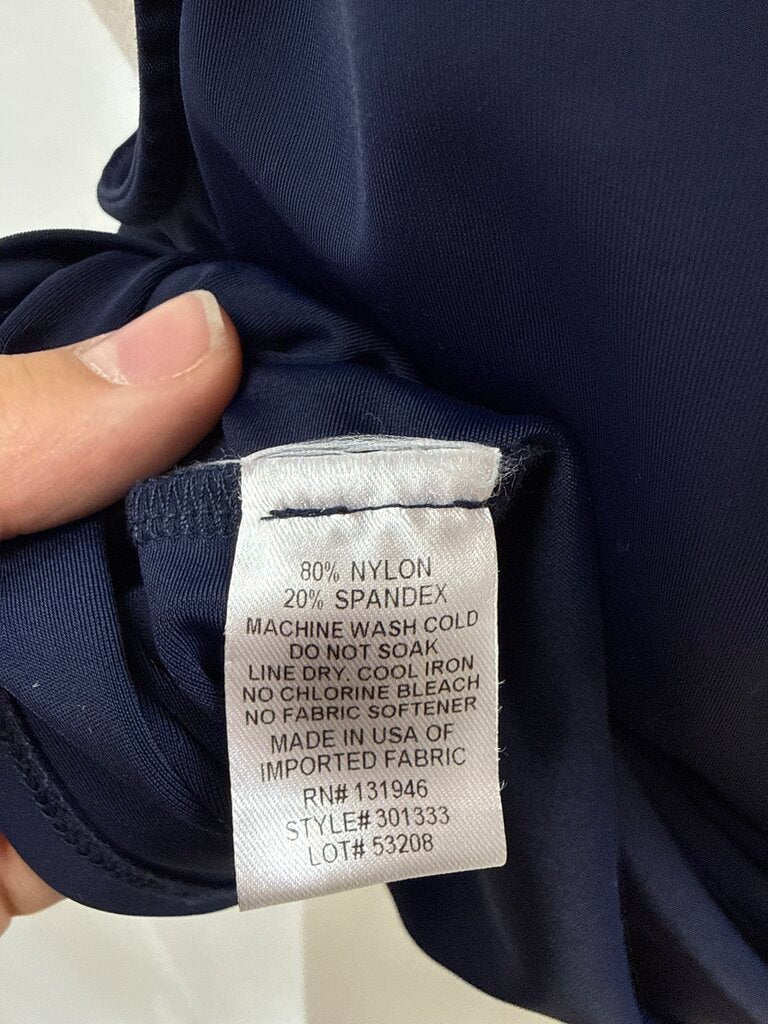 80% NYLON
20% SPANDEX
MACHINE WASH COLD
DO NOT SOAK
LINE DRY. COOL IRON
NO CHLORINE BLEACH
NO FABRIC SOFTENER
MADE IN USA OF
IMPORTED FABRIC
RN# 131946
STYLE# 301333
LOT# 53208